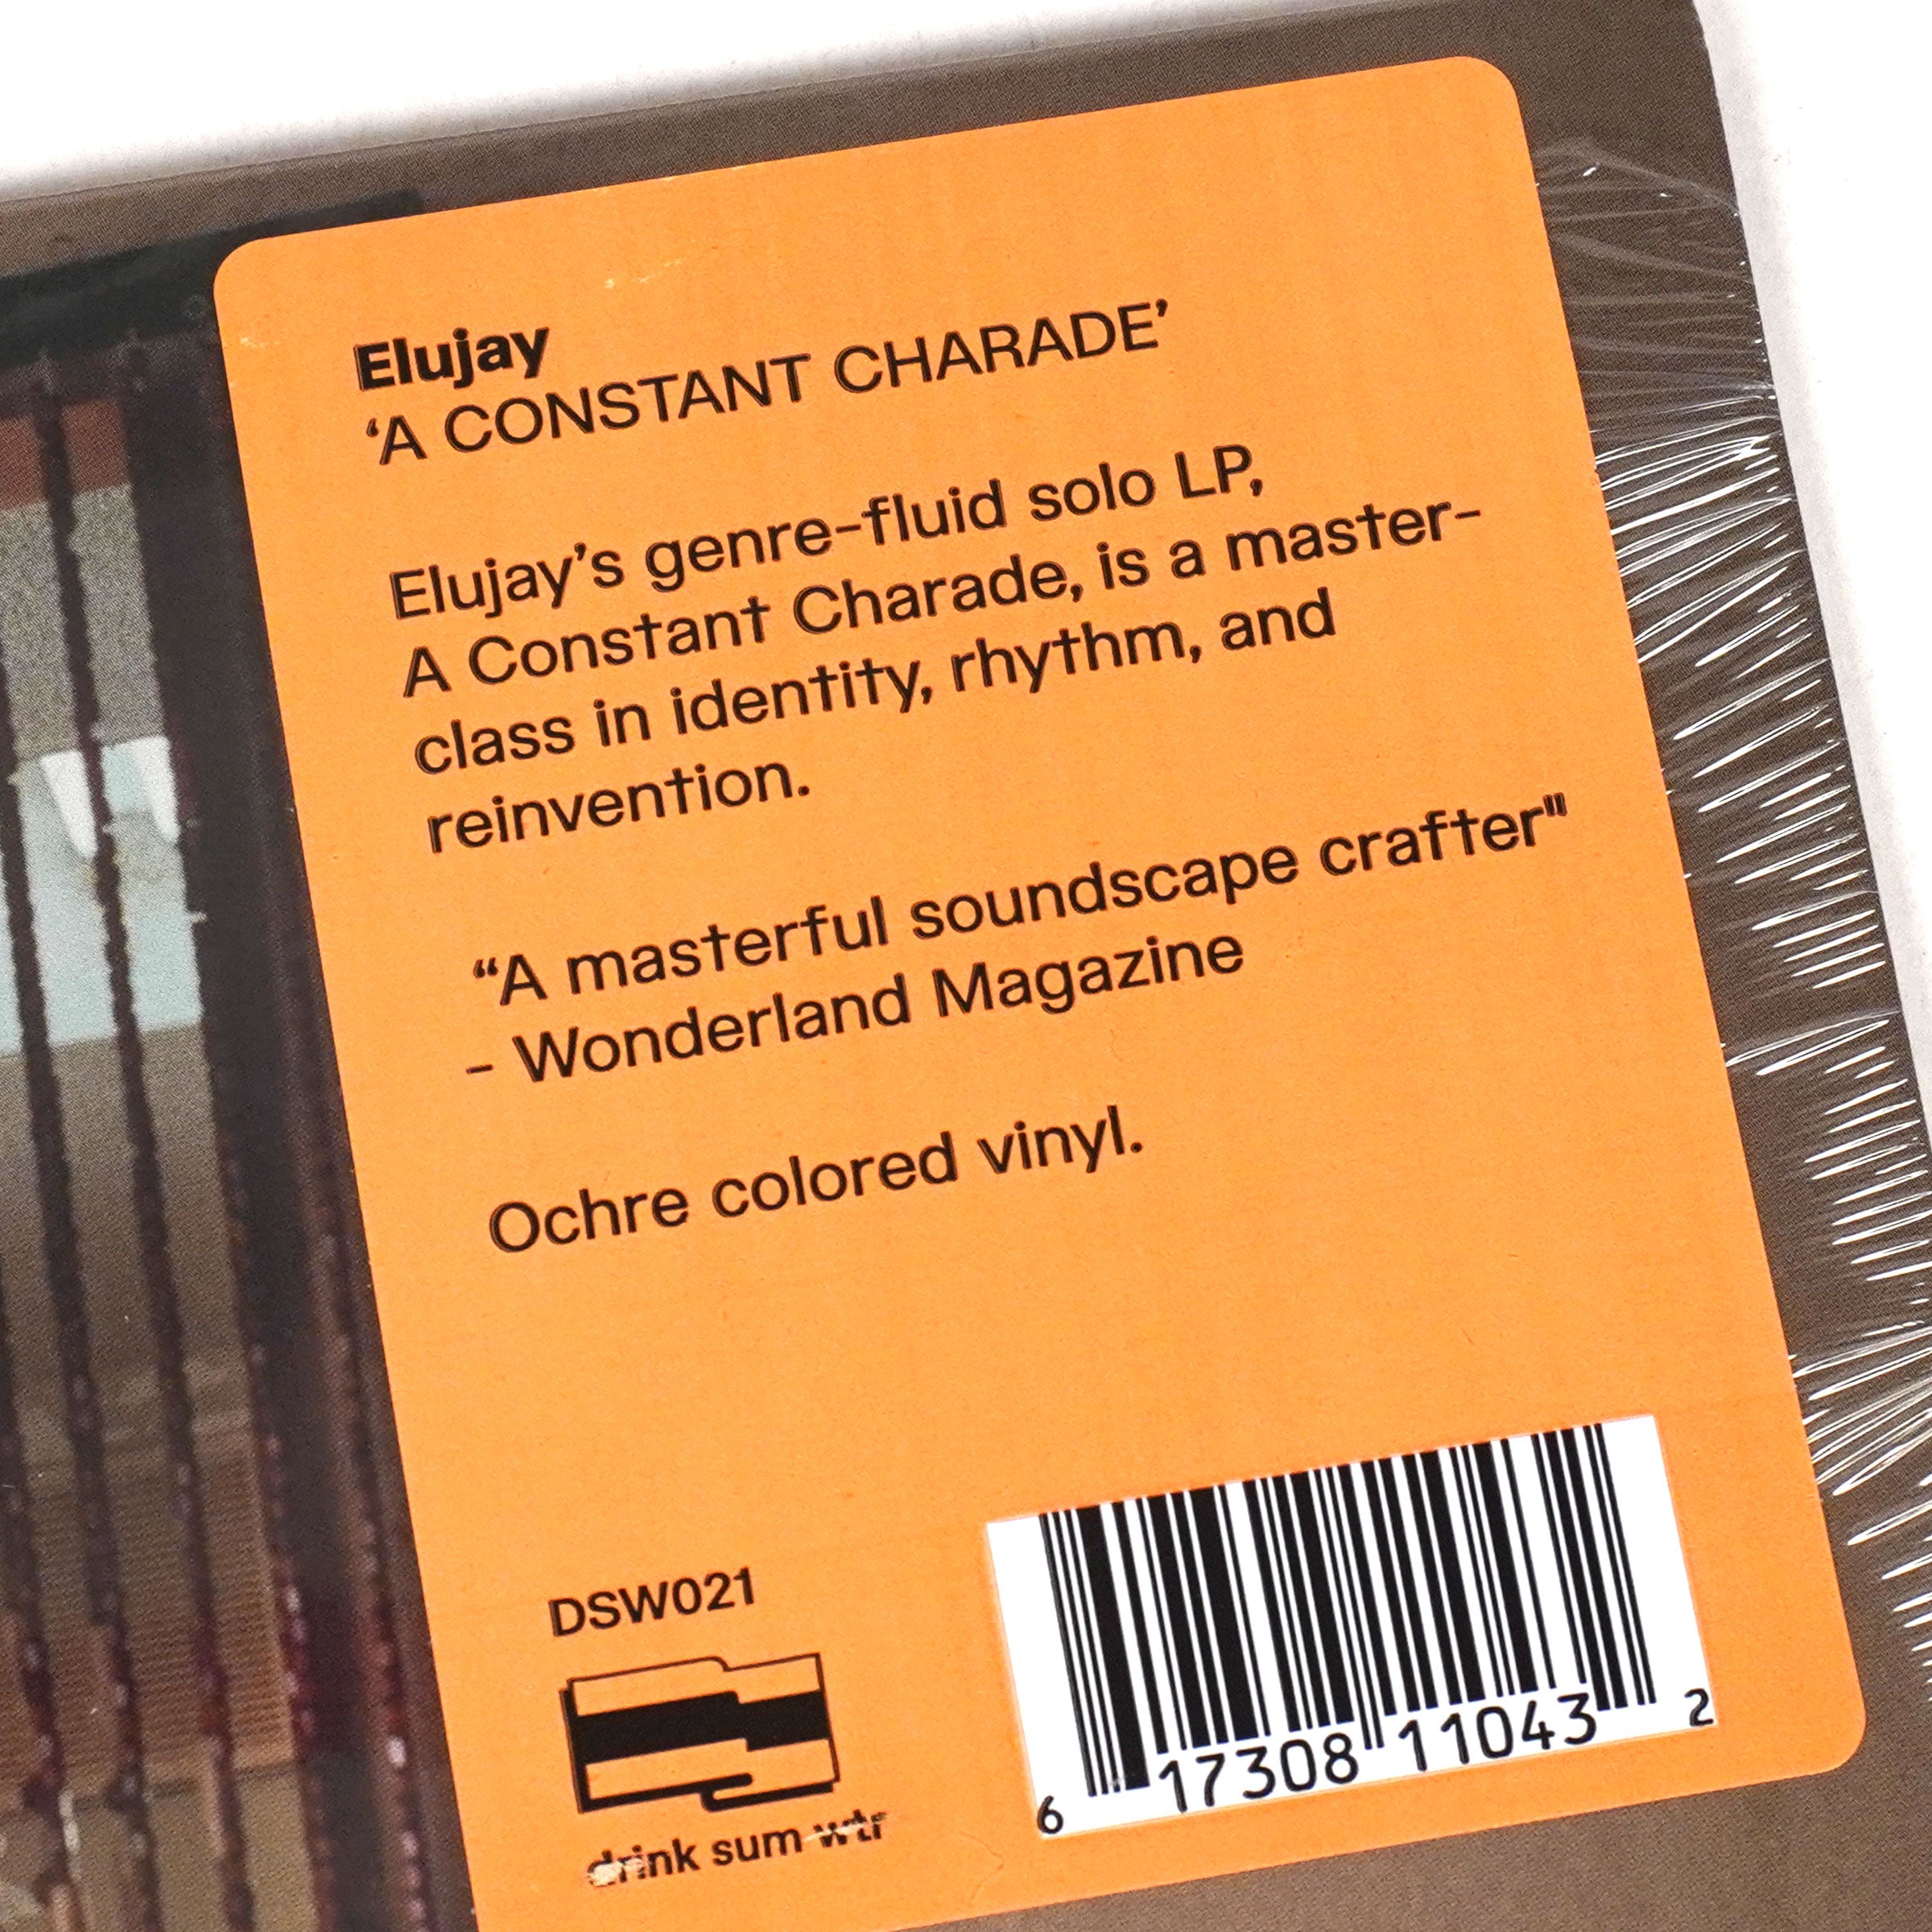 Elujay
‘A CONSTANT CHARADE’
Elujay’s genre-fluid solo LP,
A Constant Charade, is a master-
class in identity, rhythm, and
reinvention.
“A masterful soundscape crafter"
- Wonderland Magazine
Ochre colored vinyl.
DSW021
drink sum wtr
6 17308 11043 2